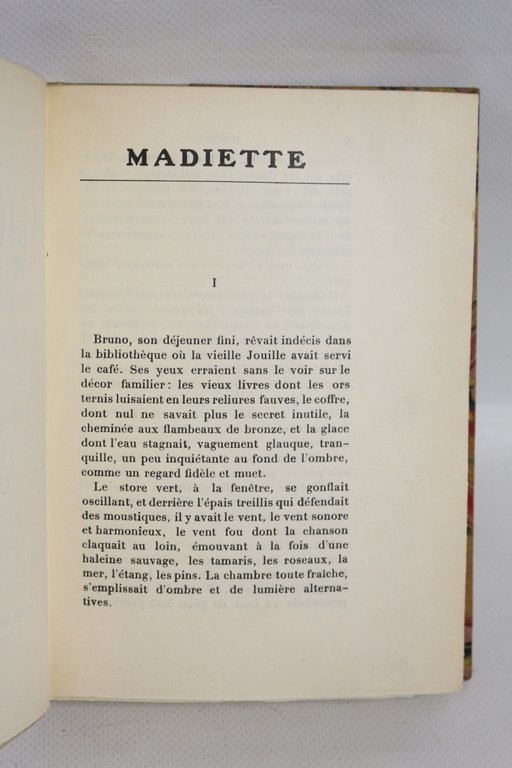 MADIETTE
I
Bruno, son déjeuner fini, rêvait indécis dans
la bibliothèque où la vieille Jouille avait servi
le café. Ses yeux erraient sans le voir sur le
décor familier : les vieux livres dont les ors
ternis luisaient en leurs reliures fauves, le coffre,
dont nul ne savait plus le secret inutile, la
cheminée aux flambeaux de bronze, et la glace
dont l'eau stagnait, vaguement glauque, tran-
quille, un peu inquiétante au fond de l'ombre,
comme un regard fidèle et muet.
Le store vert, à la fenêtre, se gonflait
oscillant, et derrière l'épais treillis qui défendait
des moustiques, il y avait le vent, le vent sonore
et harmonieux, le vent fou dont la chanson
claquait au loin, émouvant à la fois d'une
haleine sauvage, les tamaris, les roseaux, la
mer, l'étang, les pins. La chambre toute fraîche,
s'emplissait d'ombre et de lumière alterna-
tives.